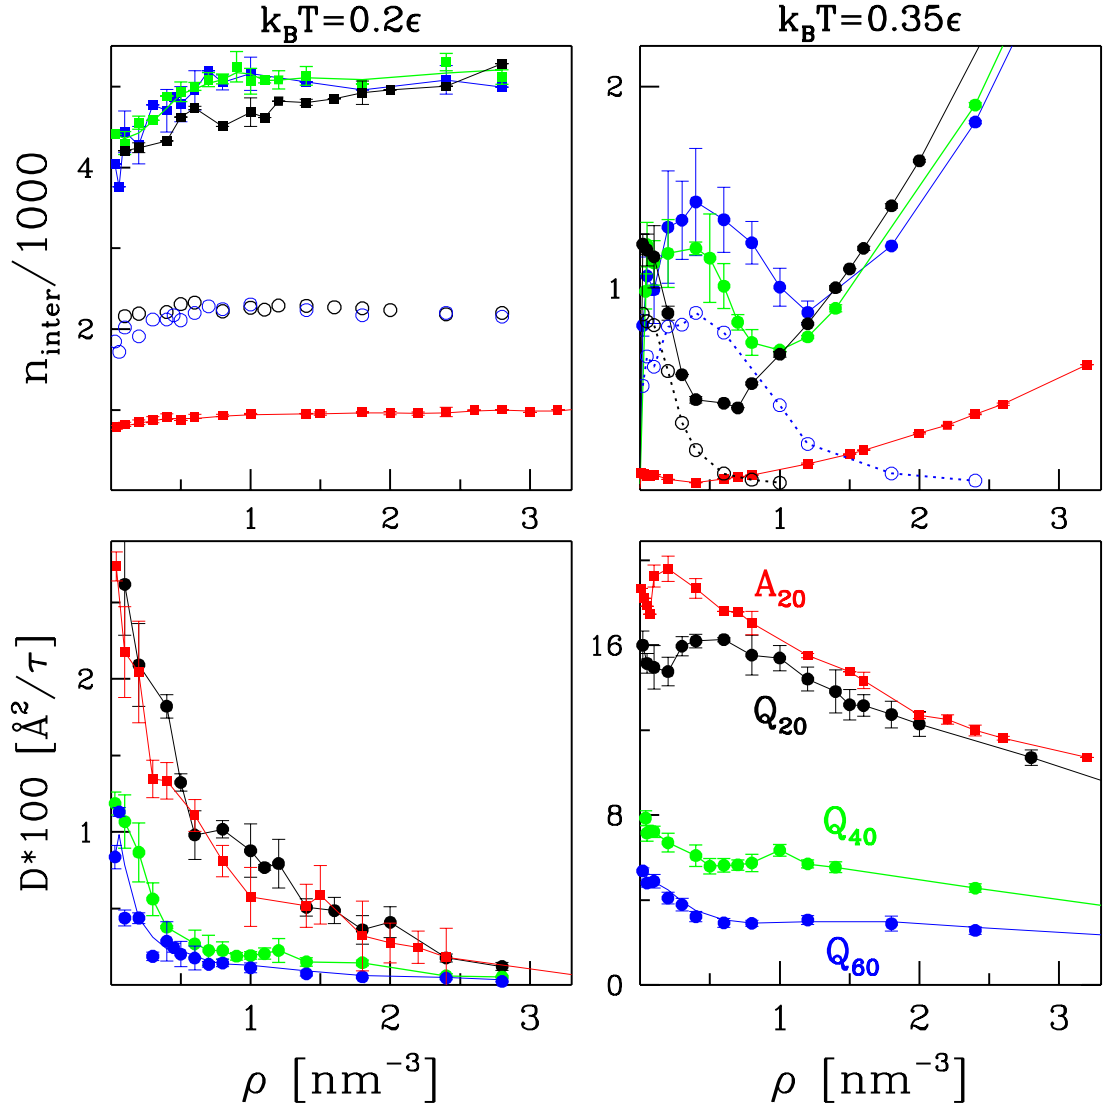 k_BT=0.2ϵ
k_BT=0.35ϵ
n_inter/1000
4
2
1 2 3
2
1
1 2 3
D*100 [Å²/τ]
2
1
1 2 3
ρ [nm⁻³]
16
8
0
A₂₀
Q₂₀
Q₄₀
Q₆₀
1 2 3
ρ [nm⁻³]